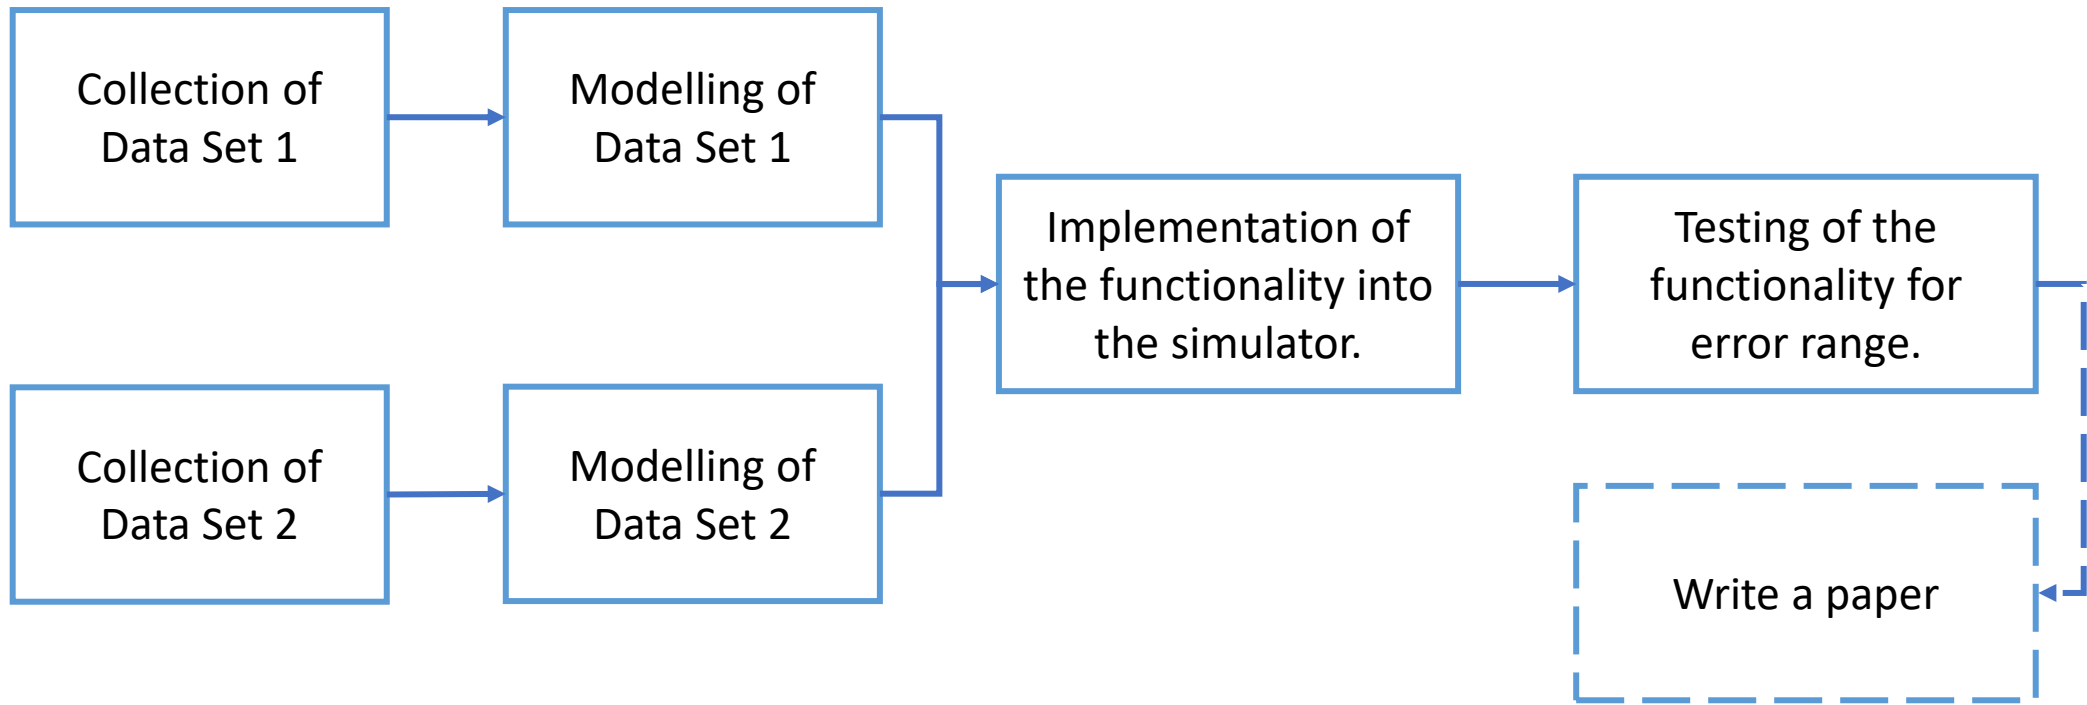 Collection of
Data Set 1
Modelling of
Data Set 1
Implementation of
the functionality into
the simulator.
Testing of the
functionality for
error range.
Collection of
Data Set 2
Modelling of
Data Set 2
Write a paper